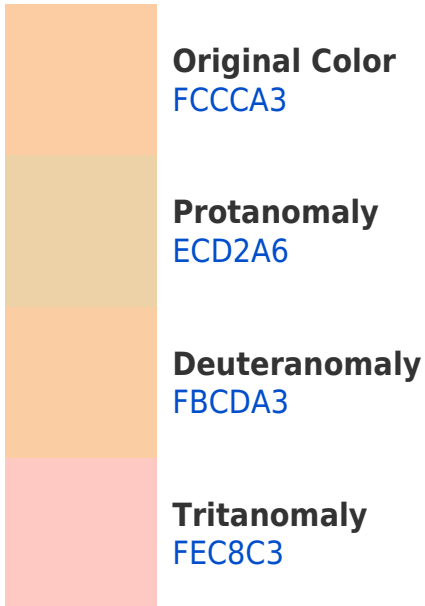 Original Color
FCCCA3
Protanomaly
ECD2A6
Deuteranomaly
FBCDA3
Tritanomaly
FEC8C3